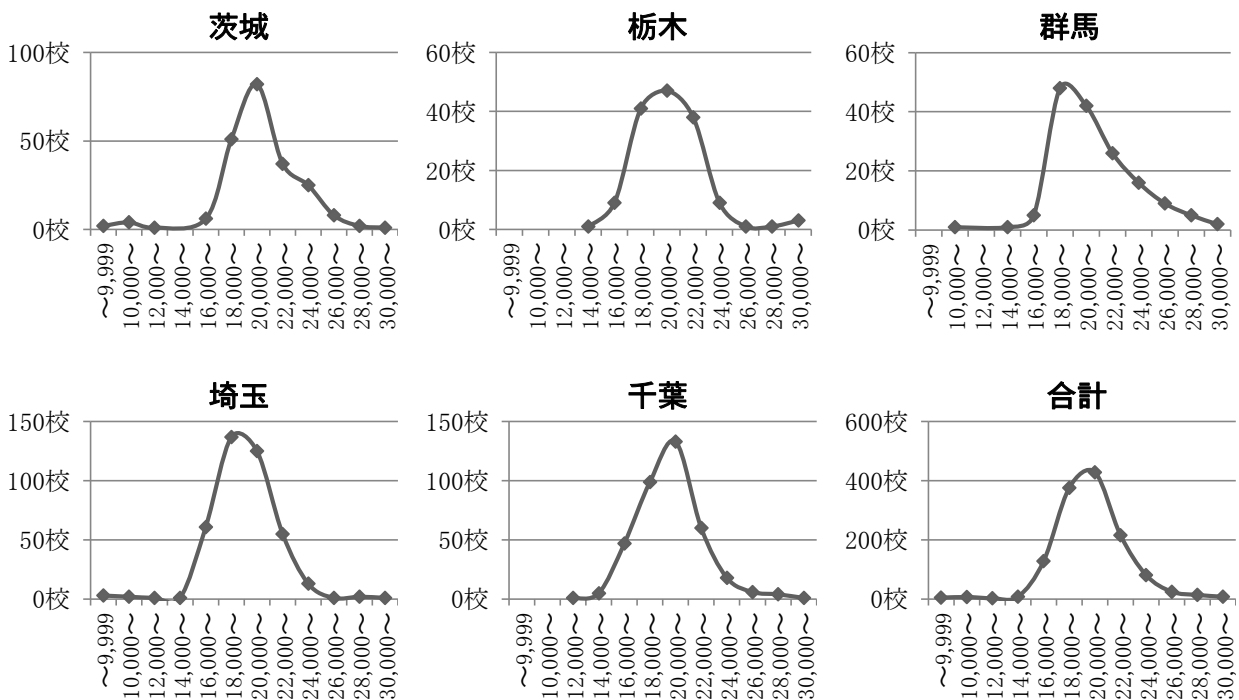 茨城
100校
50校
0校
～9,999
10,000～
12,000～
14,000～
16,000～
18,000～
20,000～
22,000～
24,000～
26,000～
28,000～
30,000～
栃木
60校
40校
20校
0校
～9,999
10,000～
12,000～
14,000～
16,000～
18,000～
20,000～
22,000～
24,000～
26,000～
28,000～
30,000～
群馬
60校
40校
20校
0校
～9,999
10,000～
12,000～
14,000～
16,000～
18,000～
20,000～
22,000～
24,000～
26,000～
28,000～
30,000～
埼玉
150校
100校
50校
0校
～9,999
10,000～
12,000～
14,000～
16,000～
18,000～
20,000～
22,000～
24,000～
26,000～
28,000～
30,000～
千葉
150校
100校
50校
0校
～9,999
10,000～
12,000～
14,000～
16,000～
18,000～
20,000～
22,000～
24,000～
26,000～
28,000～
30,000～
合計
600校
400校
200校
0校
～9,999
10,000～
12,000～
14,000～
16,000～
18,000～
20,000～
22,000～
24,000～
26,000～
28,000～
30,000～